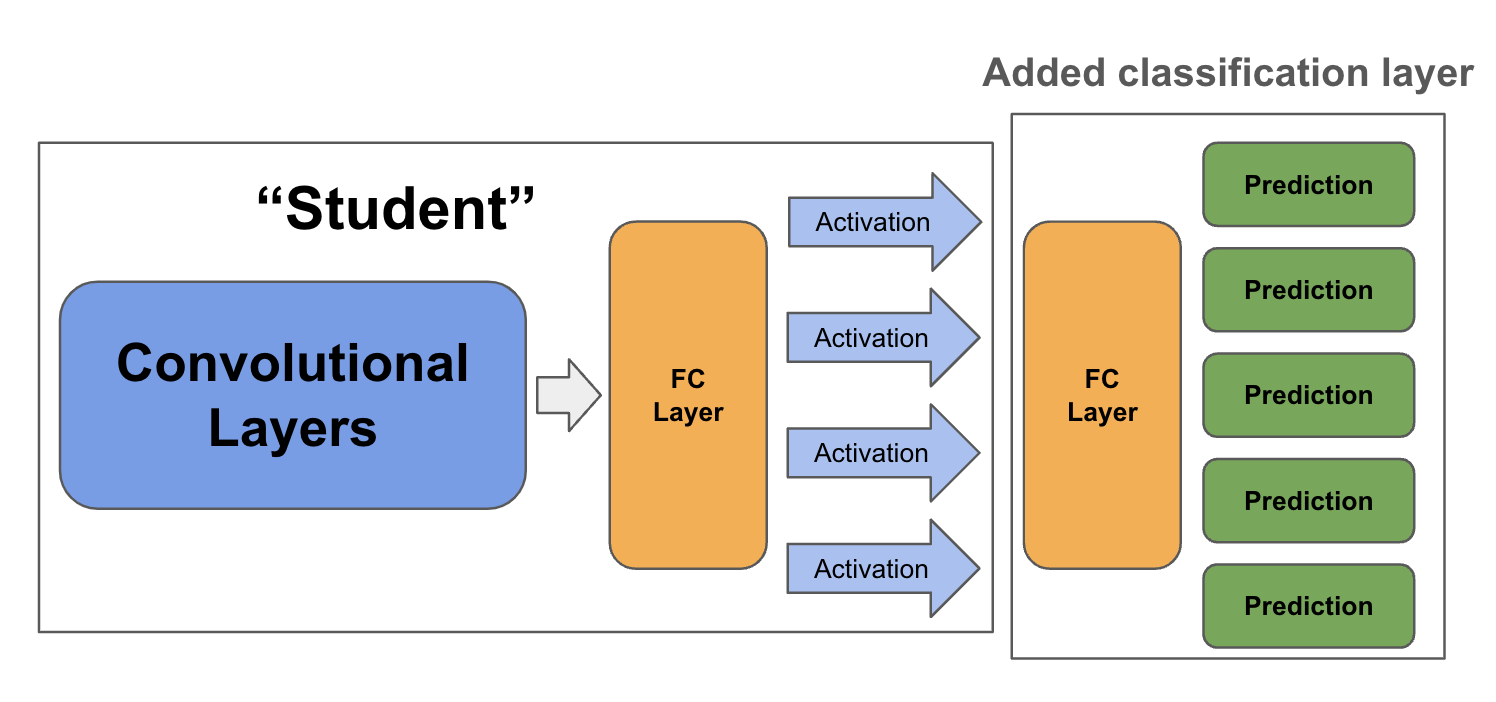 Added classification layer
“Student”
Convolutional
Layers
FC
Layer
Activation
Activation
Activation
Activation
FC
Layer
Prediction
Prediction
Prediction
Prediction
Prediction